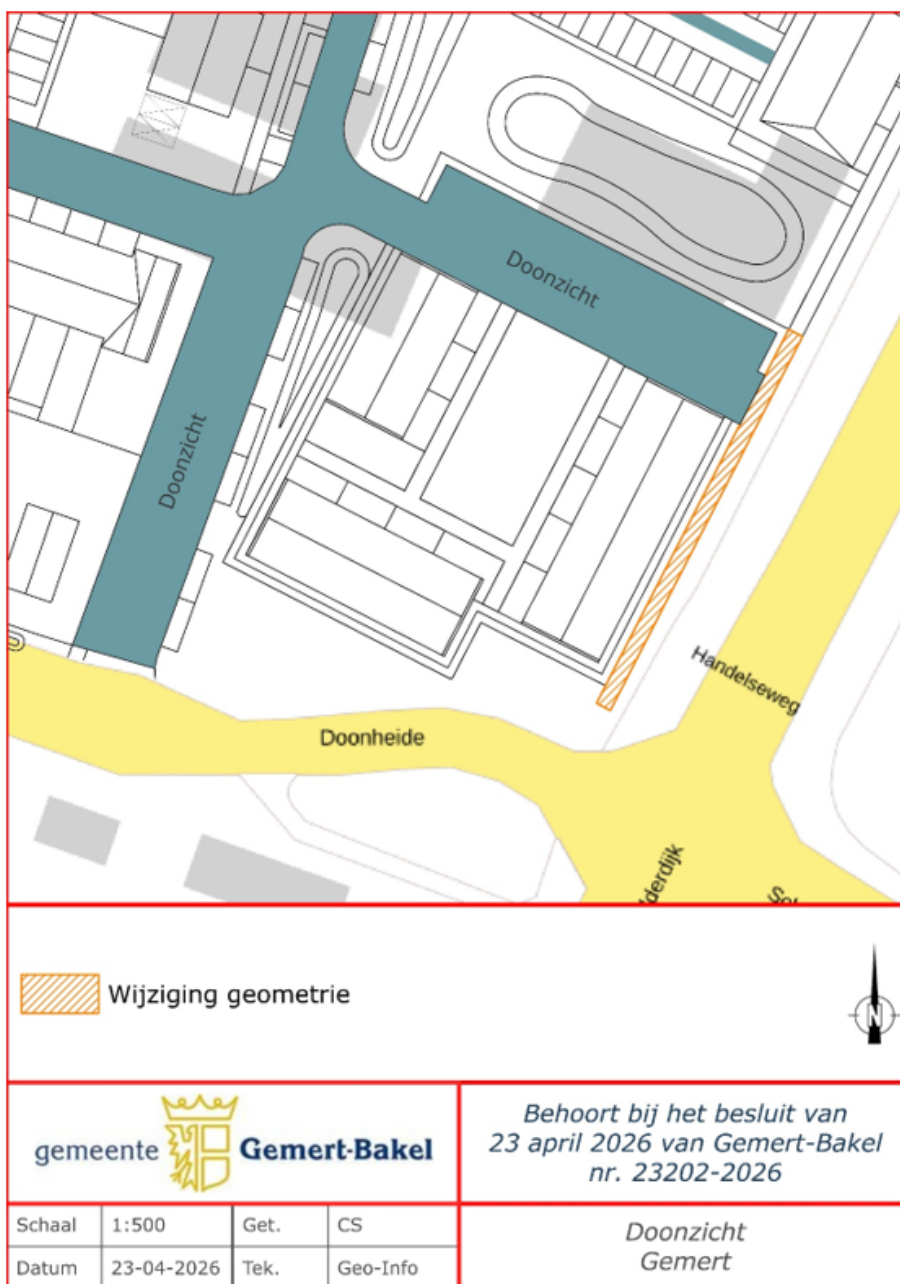 Doonzicht
Doonzicht
Handelseweg
Doonheide
Wijziging geometrie
N
gemeente Gemert-Bakel
Behoort bij het besluit van
23 april 2026 van Gemert-Bakel
nr. 23202-2026
Schaal 1:500 Get. CS
Datum 23-04-2026 Tek. Geo-Info
Doonzicht
Gemert